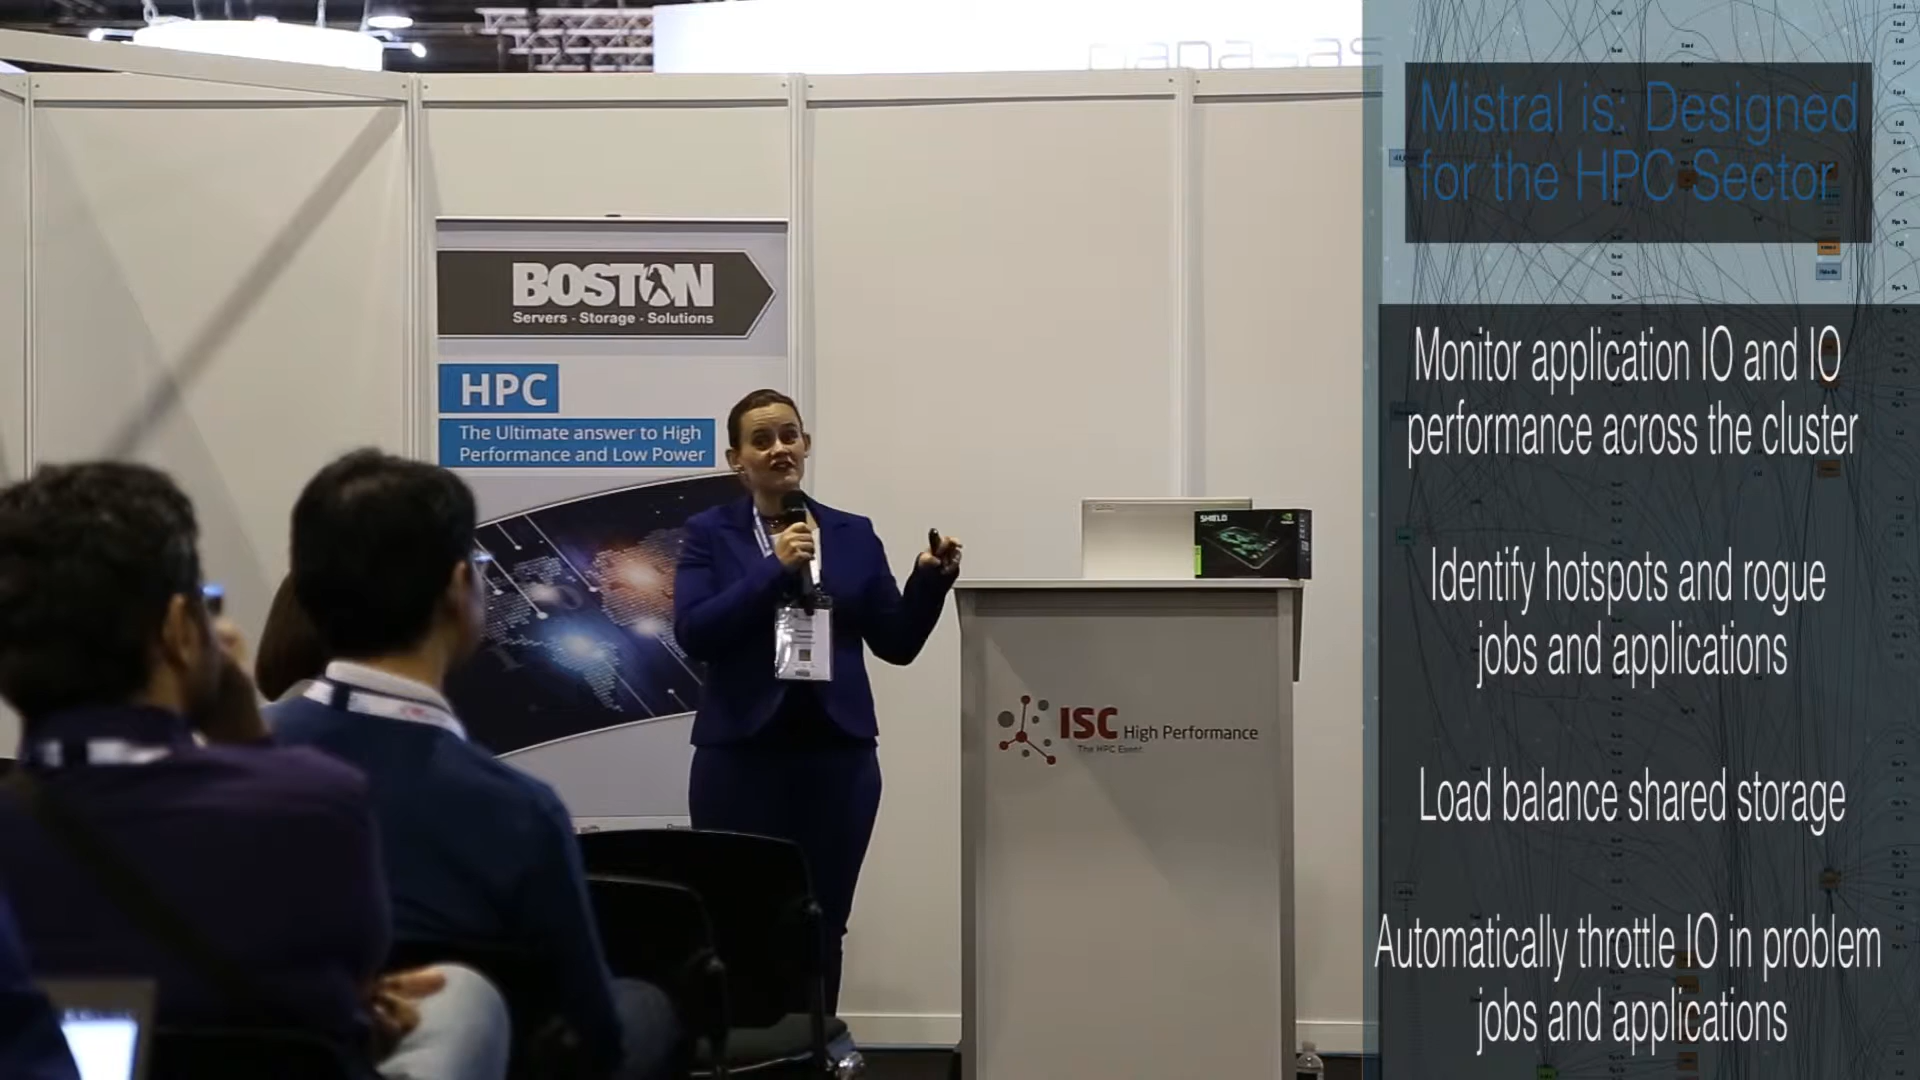 panasas
BOSTON
Servers - Storage - Solutions
HPC
The Ultimate answer to High
Performance and Low Power
SHIELD
ISC High Performance
The HPC Event
Mistral is: Designed
for the HPC Sector
Monitor application IO and IO
performance across the cluster
Identify hotspots and rogue
jobs and applications
Load balance shared storage
Automatically throttle IO in problem
jobs and applications